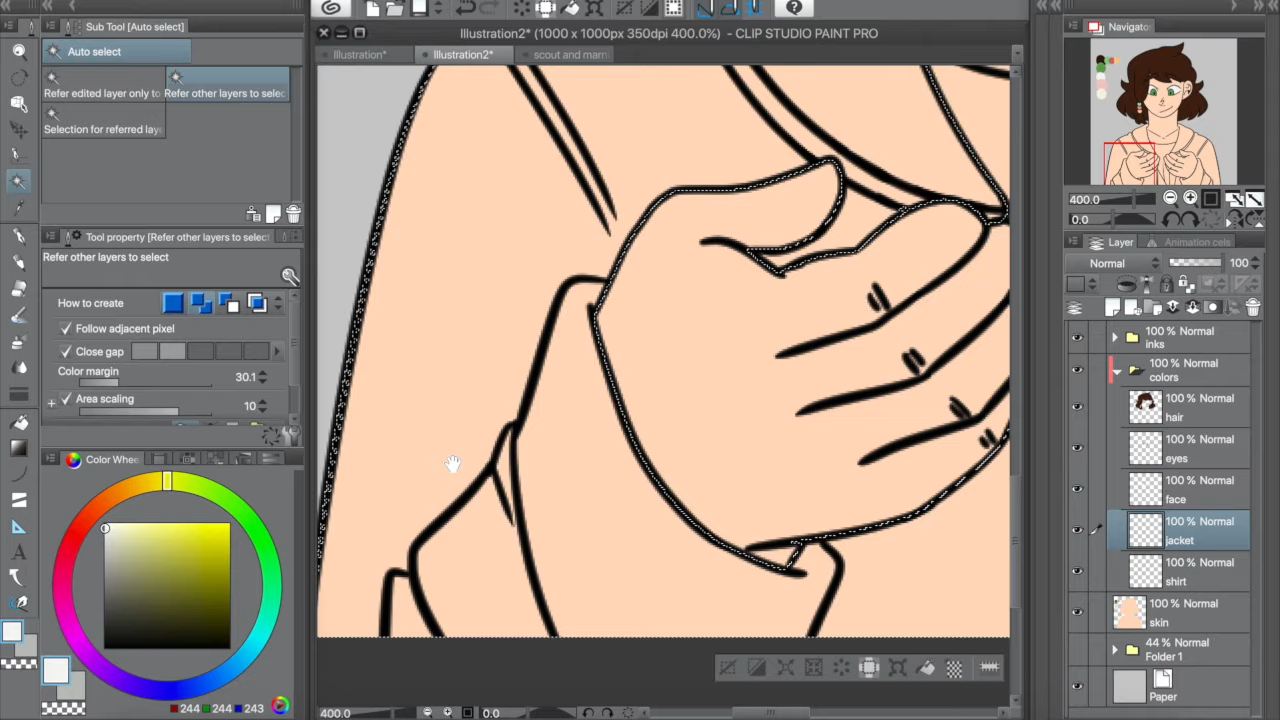 Sub Tool [Auto select]
Auto select
Refer edited layer only to
Refer other layers to selec
Selection for referred laye
Tool property [Refer other layers to select
Refer other layers to select
How to create
Follow adjacent pixel
Close gap
Color margin
30.1
Area scaling
10
Color Whee
244 244 243
Illustration2* (1000 x 1000px 350dpi 400.0%) - CLIP STUDIO PAINT PRO
Illustration*
Illustration2*
scout and marn
400.0
0.0
Navigator
400.0
0.0
Layer
Animation cels
Normal
100
100 % Normal
inks
100 % Normal
colors
100 % Normal
hair
100 % Normal
eyes
100 % Normal
face
100 % Normal
jacket
100 % Normal
shirt
100 % Normal
skin
44 % Normal
Folder 1
Paper